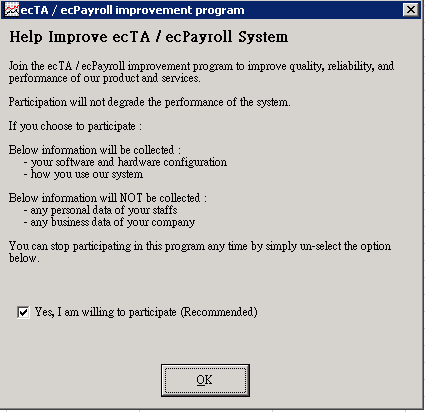 ecTA / ecPayroll improvement program
Help Improve ecTA / ecPayroll System
Join the ecTA / ecPayroll improvement program to improve quality, reliability, and
performance of our product and services.
Participation will not degrade the performance of the system.
If you choose to participate :
Below information will be collected :
- your software and hardware configuration
- how you use our system
Below information will NOT be collected :
- any personal data of your staffs
- any business data of your company
You can stop participating in this program any time by simply un-select the option
below.
Yes, I am willing to participate (Recommended)
OK